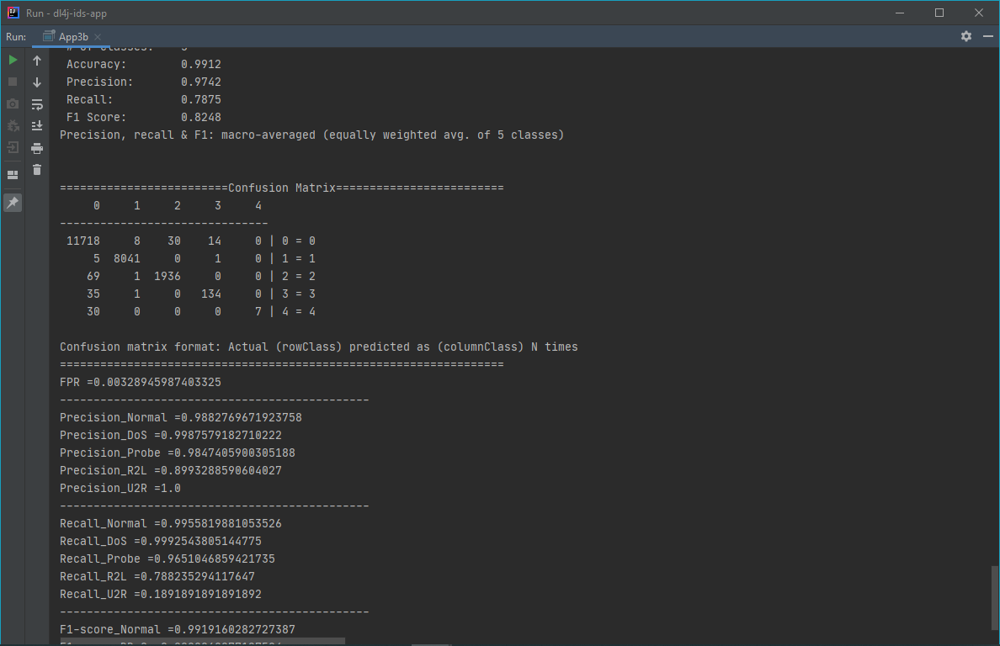 Run - dl4j-ids-app
Run: App3b
# of classes: 5
Accuracy: 0.9912
Precision: 0.9742
Recall: 0.7875
F1 Score: 0.8248
Precision, recall & F1: macro-averaged (equally weighted avg. of 5 classes)
=========================Confusion Matrix=========================
0 1 2 3 4
-------------------------------
11718 8 30 14 0 | 0 = 0
5 8041 0 1 0 | 1 = 1
69 1 1936 0 0 | 2 = 2
35 1 0 134 0 | 3 = 3
30 0 0 0 7 | 4 = 4
Confusion matrix format: Actual (rowClass) predicted as (columnClass) N times
==================================================================
FPR =0.00328945987403325
----------------------------------------------
Precision_Normal =0.9882769671923758
Precision_DoS =0.9987579182710222
Precision_Probe =0.9847405900305188
Precision_R2L =0.8993288590604027
Precision_U2R =1.0
----------------------------------------------
Recall_Normal =0.9955819881053526
Recall_DoS =0.9992543805144775
Recall_Probe =0.9651046859421735
Recall_R2L =0.788235294117647
Recall_U2R =0.1891891891891892
----------------------------------------------
F1-score_Normal =0.9919160282727387